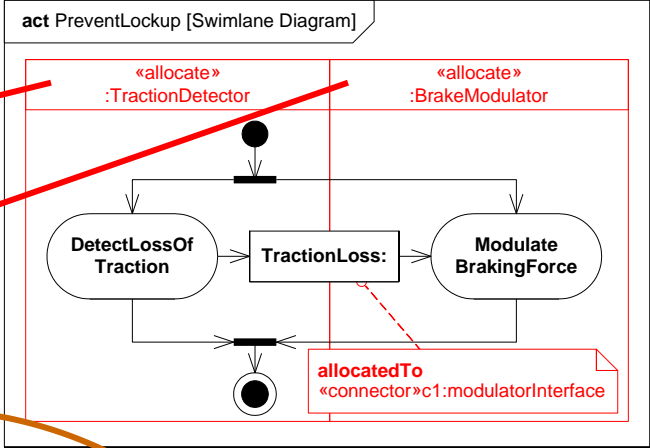 act PreventLockup [Swimlane Diagram]
«allocate»
:TractionDetector
«allocate»
:BrakeModulator
DetectLossOf
Traction
TractionLoss:
Modulate
BrakingForce
allocatedTo
«connector»c1:modulatorInterface